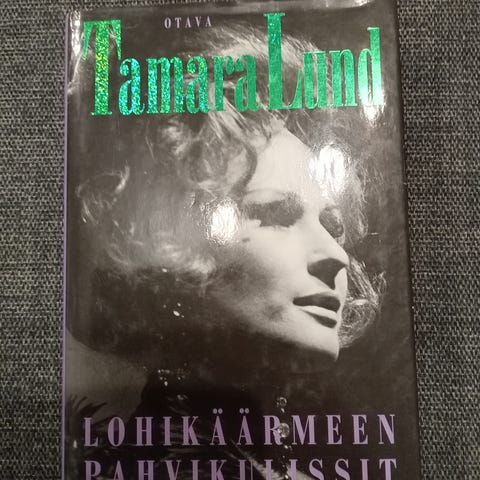 OTAVA
Tamara Lund
LOHIKÄÄRMEEN
PAHVIKULISSIT